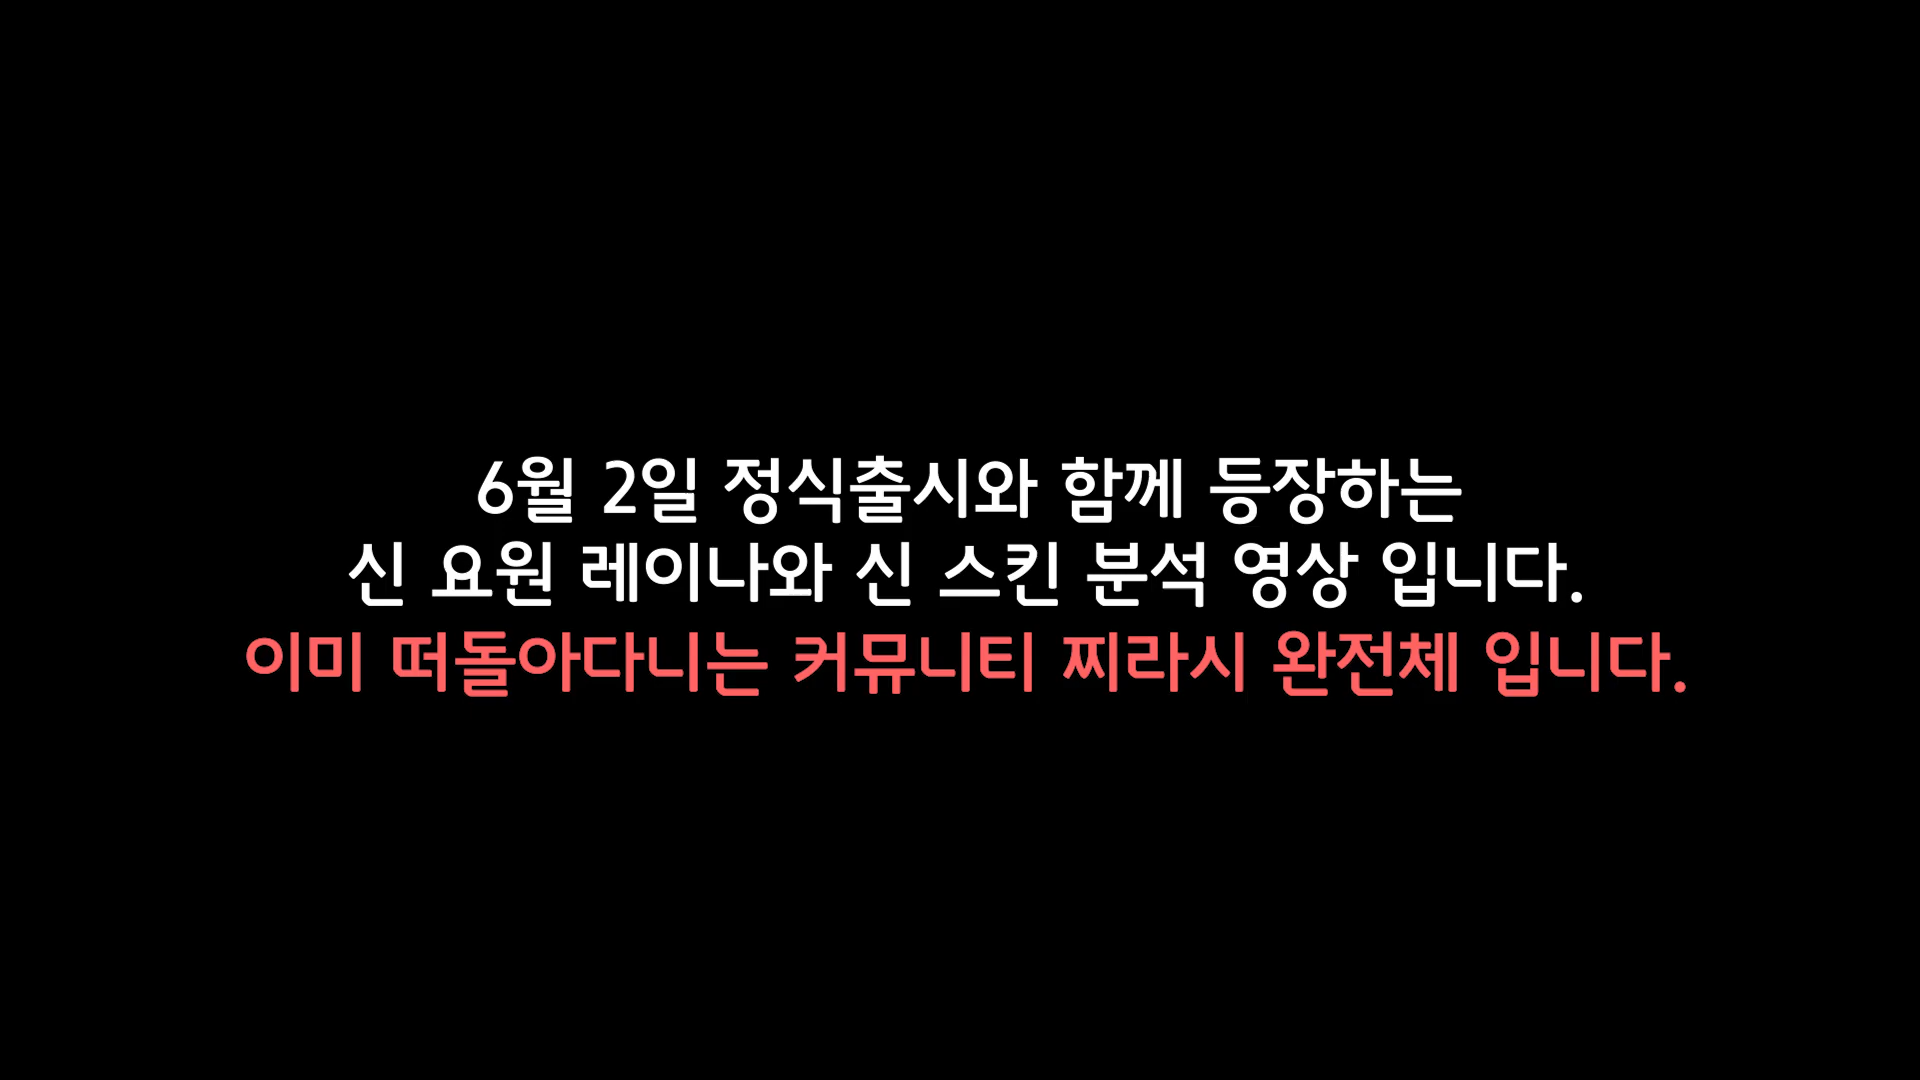 6월 2일 정식출시와 함께 등장하는
신 요원 레이나와 신 스킨 분석 영상 입니다.
이미 떠돌아다니는 커뮤니티 찌라시 완전체 입니다.